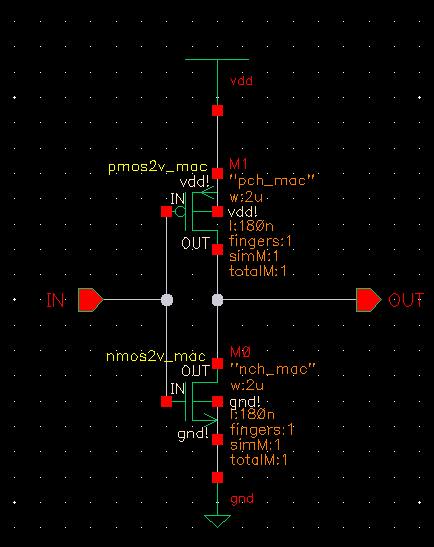 vdd
pmos2v_mac
M1
vdd!
"pch_mac"
IN
w:2u
vdd!
l:180n
OUT
fingers:1
simM:1
totalM:1
IN
OUT
nmos2v_mac
M0
OUT
"nch_mac"
IN
w:2u
gnd!
l:180n
gnd!
fingers:1
simM:1
totalM:1
gnd